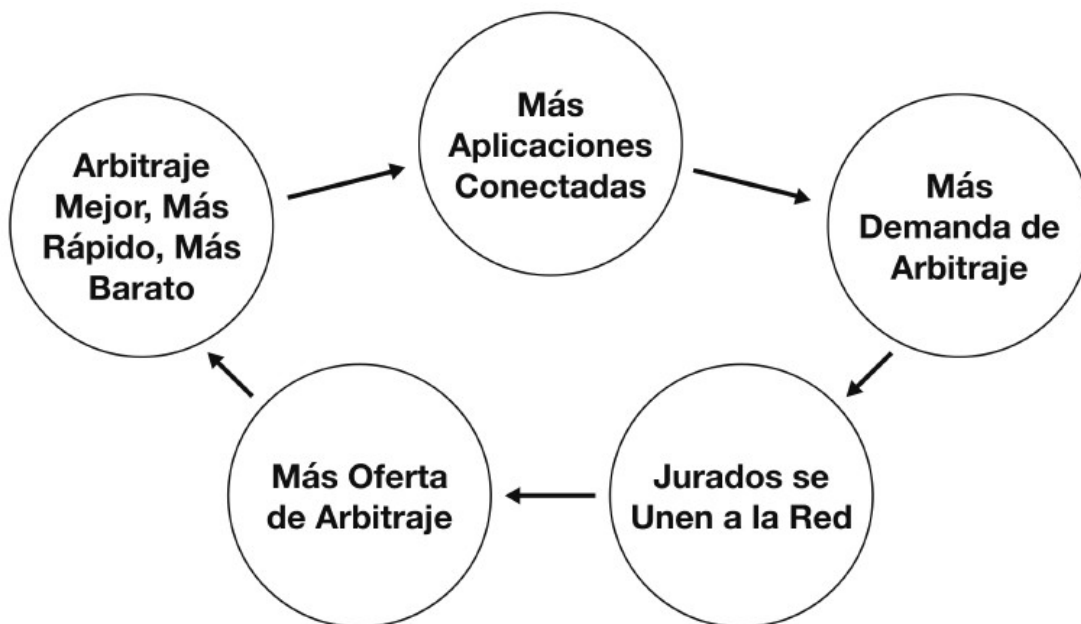 Más
Aplicaciones
Conectadas
Más
Demanda de
Arbitraje
Jurados se
Unen a la Red
Más Oferta
de Arbitraje
Arbitraje
Mejor, Más
Rápido, Más
Barato